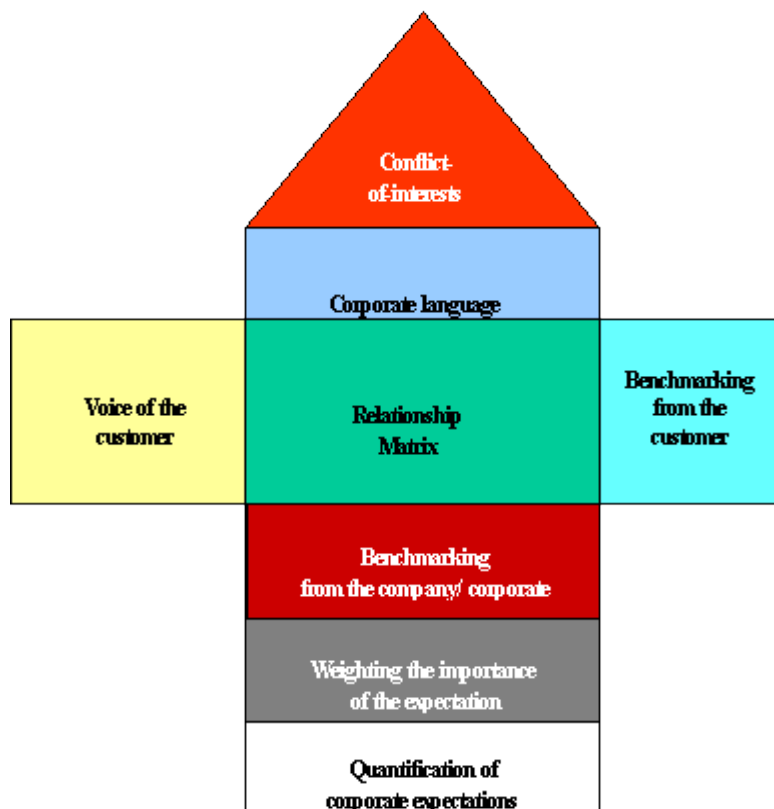 Conflict-
of-interests
Corporate language
Voice of the
customer
Relationship
Matrix
Benchmarking
from the
customer
Benchmarking
from the company/ corporate
Weighting the importance
of the expectation
Quantification of
corporate expectations